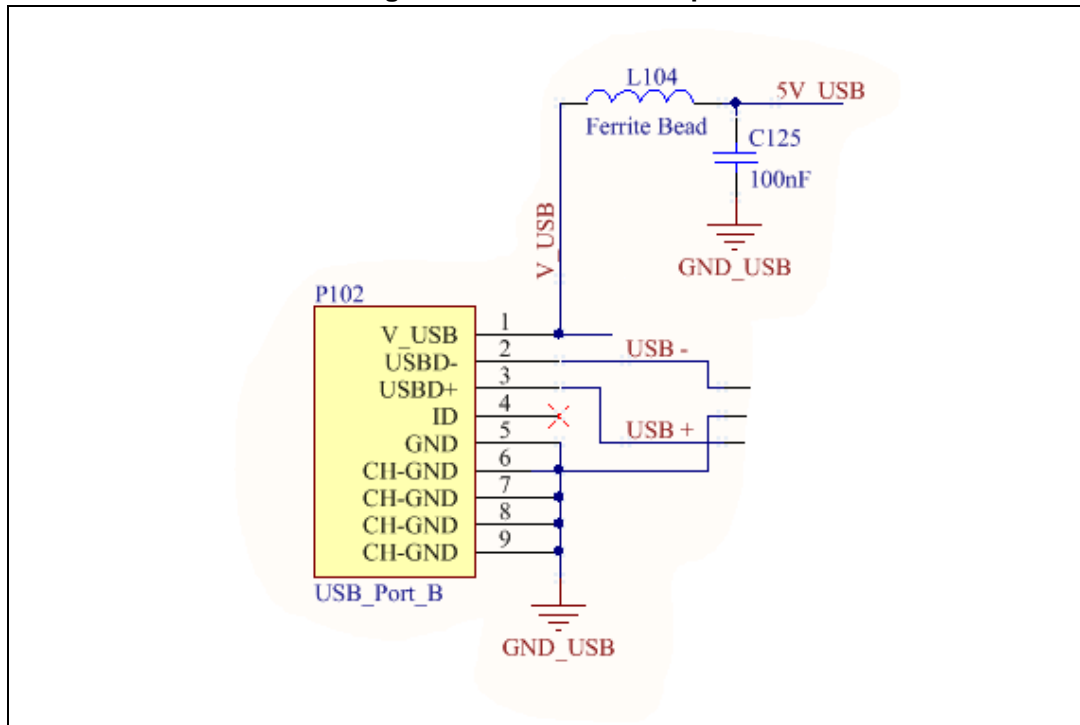 L104
5V_USB
Ferrite Bead
C125
100nF
V_USB
GND_USB
P102
V_USB 1
USBD- 2
USBD+ 3
ID 4
GND 5
CH-GND 6
CH-GND 7
CH-GND 8
CH-GND 9
USB -
USB +
USB_Port_B
GND_USB